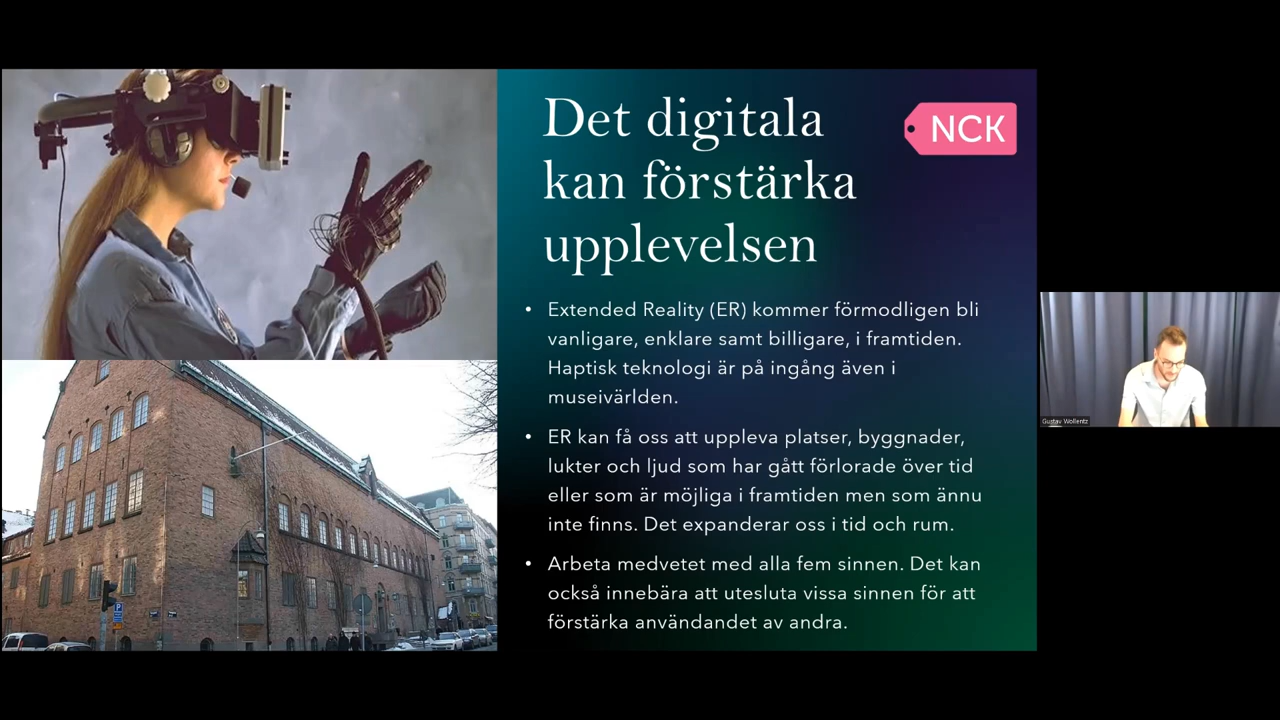 Det digitala
kan förstärka
upplevelsen
NCK
• Extended Reality (ER) kommer förmodligen bli
vanligare, enklare samt billigare, i framtiden.
Haptisk teknologi är på ingång även i
museivärlden.
• ER kan få oss att uppleva platser, byggnader,
lukter och ljud som har gått förlorade över tid
eller som är möjliga i framtiden men som ännu
inte finns. Det expanderar oss i tid och rum.
• Arbeta medvetet med alla fem sinnen. Det kan
också innebära att utesluta vissa sinnen för att
förstärka användandet av andra.
Gustav Wollentz
P